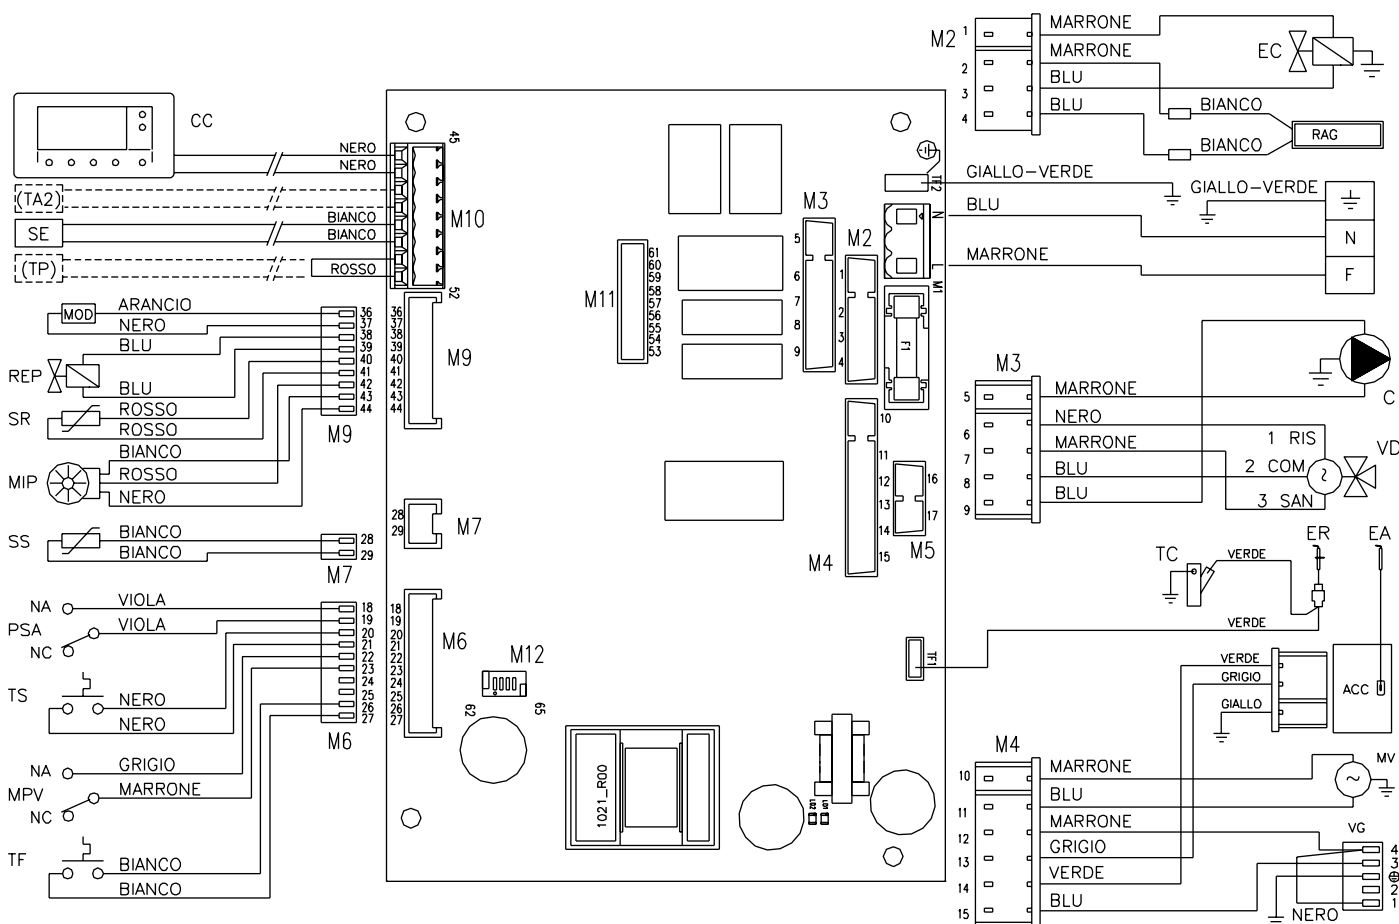 CC
NERO
NERO
(TA2)
BIANCO
SE
BIANCO
(TP)
ROSSO
45
M10
52
MOD
ARANCIO
NERO
BLU
REP
BLU
SR
ROSSO
ROSSO
BIANCO
MIP
ROSSO
NERO
36
37
38
39
40
41
42
43
44
M9
36
37
38
39
40
41
42
43
44
M9
SS
BIANCO
BIANCO
28
29
M7
28
29
M7
NA
VIOLA
PSA
VIOLA
NC
TS
NERO
NERO
NA
GRIGIO
MPV
MARRONE
NC
TF
BIANCO
BIANCO
18
19
20
21
22
23
24
25
26
27
M6
18
19
20
21
22
23
24
25
26
27
M6
M12
62
65
1021_R00
LD2
LD1
M11
61
60
59
58
57
56
55
54
53
M3
5
6
7
8
9
M2
1
2
3
4
TF2
N
L
M1
F1
10
11
12
13
14
15
M4
16
17
M5
TF1
M2
1
2
3
4
MARRONE
MARRONE
BLU
BLU
EC
BIANCO
BIANCO
RAG
GIALLO-VERDE
GIALLO-VERDE
BLU
N
MARRONE
F
M3
5
6
7
8
9
MARRONE
NERO
MARRONE
BLU
BLU
C
1 RIS
2 COM
3 SAN
VD
TC
VERDE
ER
EA
VERDE
VERDE
GRIGIO
GIALLO
ACC
M4
10
11
12
13
14
15
MARRONE
BLU
MARRONE
GRIGIO
VERDE
BLU
MV
VG
4
3
2
1
NERO